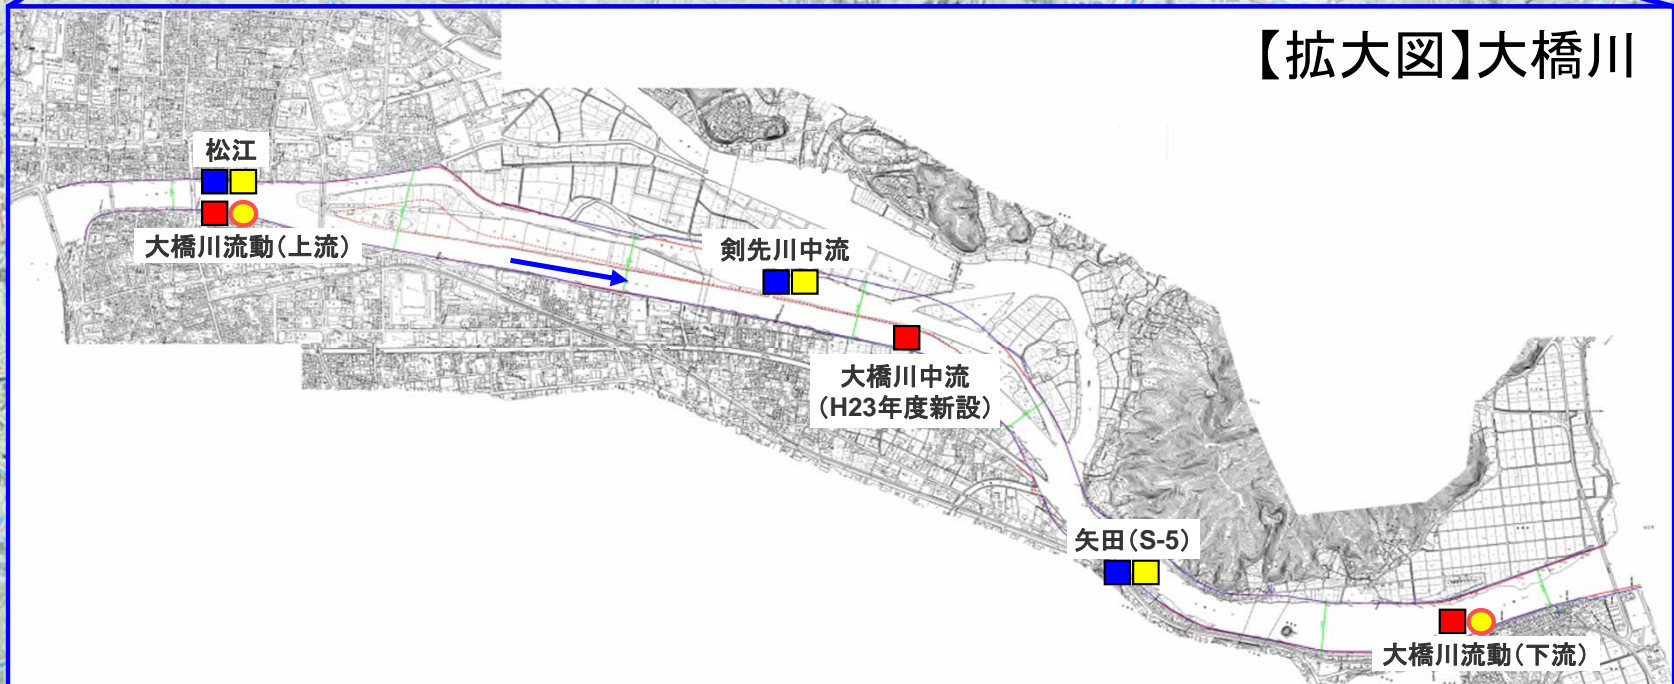 【拡大図】大橋川
松江
大橋川流動（上流）
剣先川中流
大橋川中流
（H23年度新設）
矢田（S-5）
大橋川流動（下流）